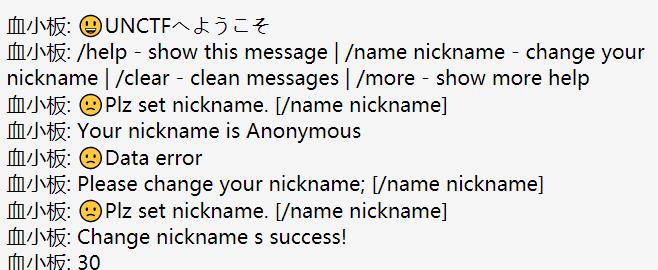 血小板: 😃UNCTFへようこそ
血小板: /help - show this message | /name nickname - change your
nickname | /clear - clean messages | /more - show more help
血小板: 🙁Plz set nickname. [/name nickname]
血小板: Your nickname is Anonymous
血小板: 🙁Data error
血小板: Please change your nickname; [/name nickname]
血小板: 🙁Plz set nickname. [/name nickname]
血小板: Change nickname s success!
血小板: 30